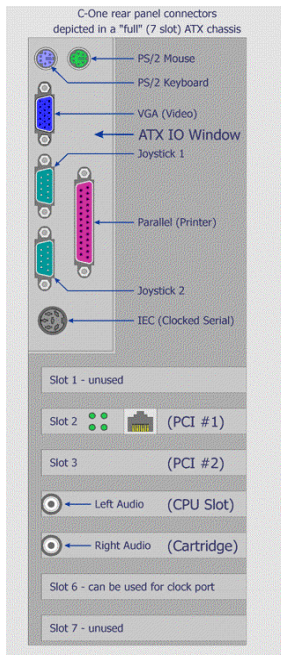 C-One rear panel connectors
depicted in a "full" (7 slot) ATX chassis
PS/2 Mouse
PS/2 Keyboard
VGA (Video)
ATX IO Window
Joystick 1
Parallel (Printer)
Joystick 2
IEC (Clocked Serial)
Slot 1 - unused
Slot 2 (PCI #1)
Slot 3 (PCI #2)
Left Audio (CPU Slot)
Right Audio (Cartridge)
Slot 6 - can be used for clock port
Slot 7 - unused